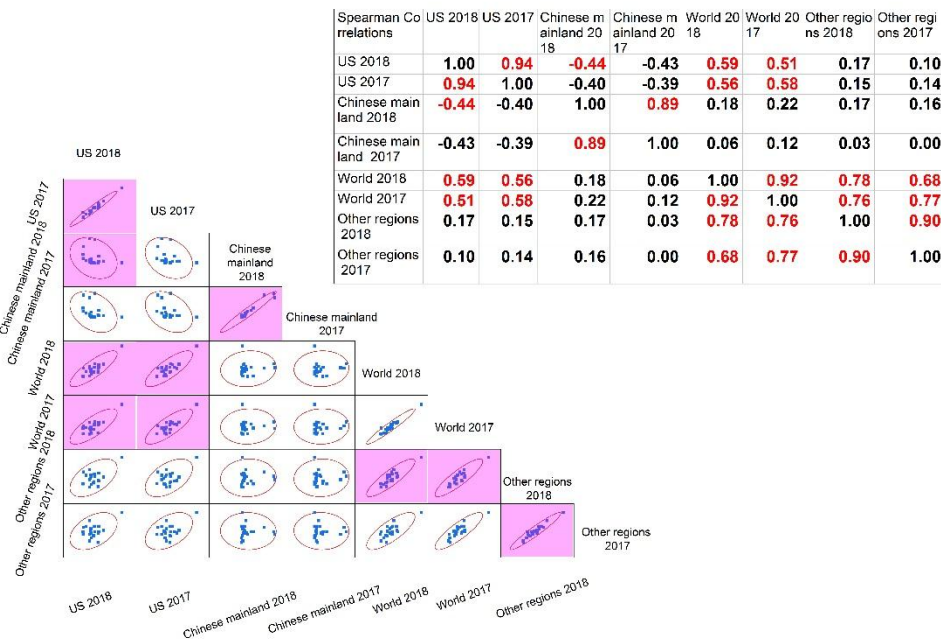 Spearman Co US 2018 US 2017 Chinese m Chinese m World 20 World 20 Other regio Other regi
rrelations ainland 20 ainland 20 18 17 ns 2018 ons 2017
18 17
US 2018 1.00 0.94 -0.44 -0.43 0.59 0.51 0.17 0.10
US 2017 0.94 1.00 -0.40 -0.39 0.56 0.58 0.15 0.14
Chinese main -0.44 -0.40 1.00 0.89 0.18 0.22 0.17 0.16
land 2018
Chinese main -0.43 -0.39 0.89 1.00 0.06 0.12 0.03 0.00
land 2017
World 2018 0.59 0.56 0.18 0.06 1.00 0.92 0.78 0.68
World 2017 0.51 0.58 0.22 0.12 0.92 1.00 0.76 0.77
Other regions 0.17 0.15 0.17 0.03 0.78 0.76 1.00 0.90
2018
Other regions 0.10 0.14 0.16 0.00 0.68 0.77 0.90 1.00
2017
US 2018
US 2017
Chinese
mainland
2018
Chinese mainland
2017
World 2018
World 2017
Other regions
2018
Other regions
2017
US 2017
Chinese mainland 2018
Chinese mainland 2017
World 2018
World 2017
Other regions 2018
Other regions 2017
US 2018
US 2017
Chinese mainland 2018
Chinese mainland 2017
World 2018
World 2017
Other regions 2018